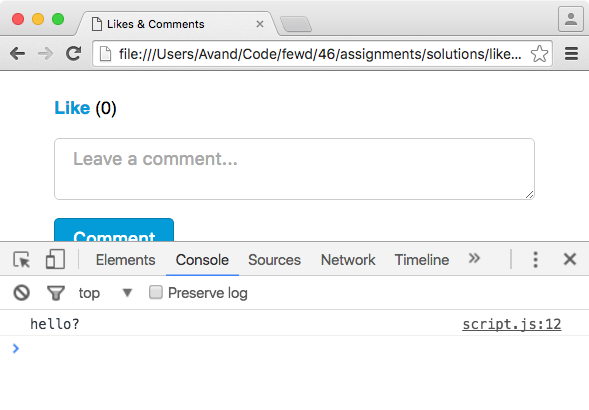 Likes & Comments
file:///Users/Avand/Code/fewd/46/assignments/solutions/like...
Like (0)
Leave a comment...
Comment
Elements Console Sources Network Timeline »
top Preserve log
hello? script.js:12